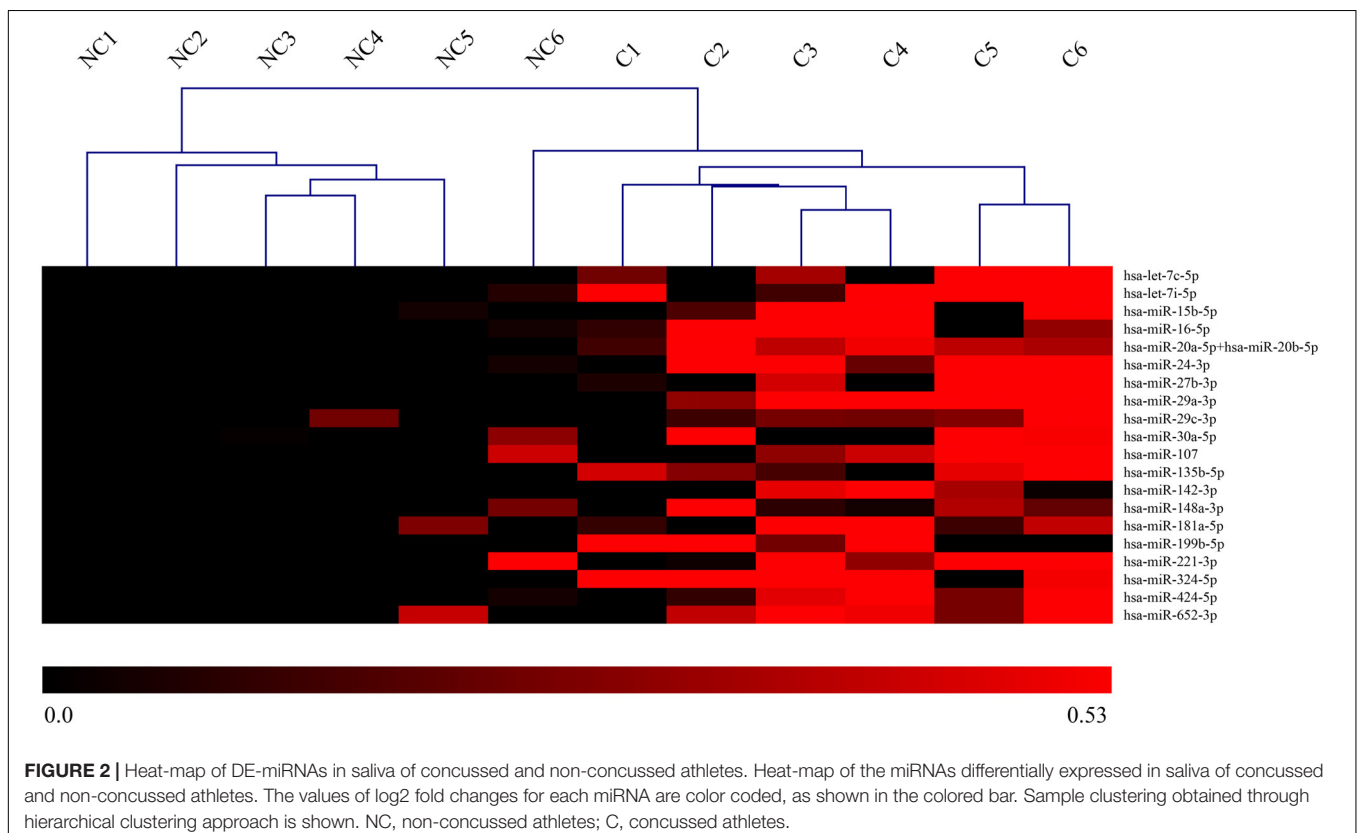 NC1 NC2 NC3 NC4 NC5 NC6 C1 C2 C3 C4 C5 C6
hsa-let-7c-5p
hsa-let-7i-5p
hsa-miR-15b-5p
hsa-miR-16-5p
hsa-miR-20a-5p+hsa-miR-20b-5p
hsa-miR-24-3p
hsa-miR-27b-3p
hsa-miR-29a-3p
hsa-miR-29c-3p
hsa-miR-30a-5p
hsa-miR-107
hsa-miR-135b-5p
hsa-miR-142-3p
hsa-miR-148a-3p
hsa-miR-181a-5p
hsa-miR-199b-5p
hsa-miR-221-3p
hsa-miR-324-5p
hsa-miR-424-5p
hsa-miR-652-3p
0.0 0.53
FIGURE 2 | Heat-map of DE-miRNAs in saliva of concussed and non-concussed athletes. Heat-map of the miRNAs differentially expressed in saliva of concussed
and non-concussed athletes. The values of log2 fold changes for each miRNA are color coded, as shown in the colored bar. Sample clustering obtained through
hierarchical clustering approach is shown. NC, non-concussed athletes; C, concussed athletes.